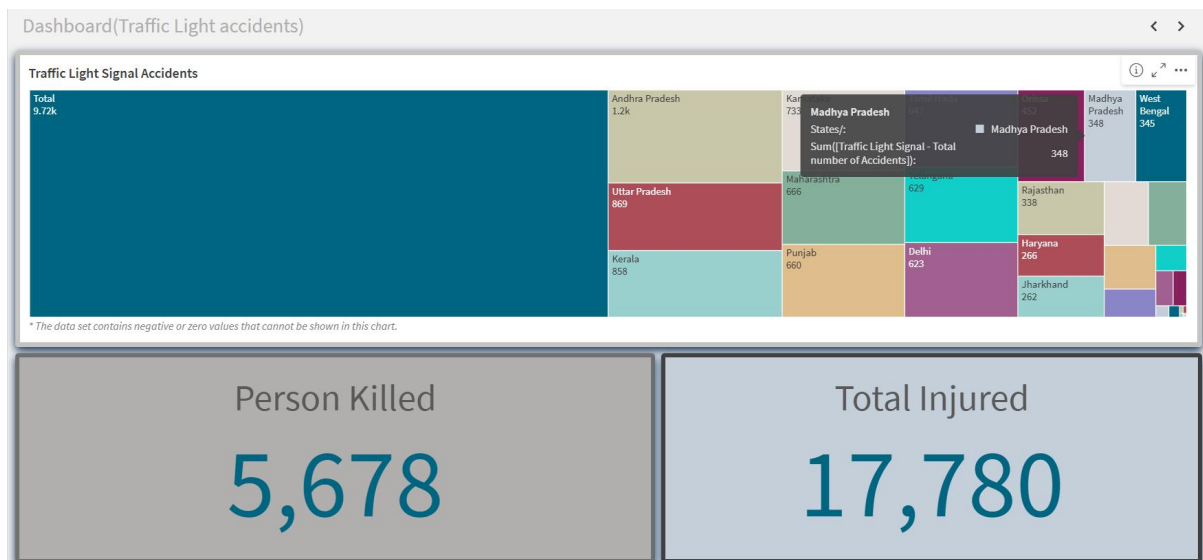 Dashboard(Traffic Light accidents)
Traffic Light Signal Accidents
Total
9.72k
Andhra Pradesh
1.2k
733
Madhya Pradesh
States/:
Madhya Pradesh
Sum([Traffic Light Signal - Total
number of Accidents]):
348
Madhya
Pradesh
348
West
Bengal
345
Uttar Pradesh
869
Maharashtra
666
Telangana
629
Rajasthan
338
Kerala
858
Punjab
660
Delhi
623
Haryana
266
Jharkhand
262
* The data set contains negative or zero values that cannot be shown in this chart.
Person Killed
5,678
Total Injured
17,780